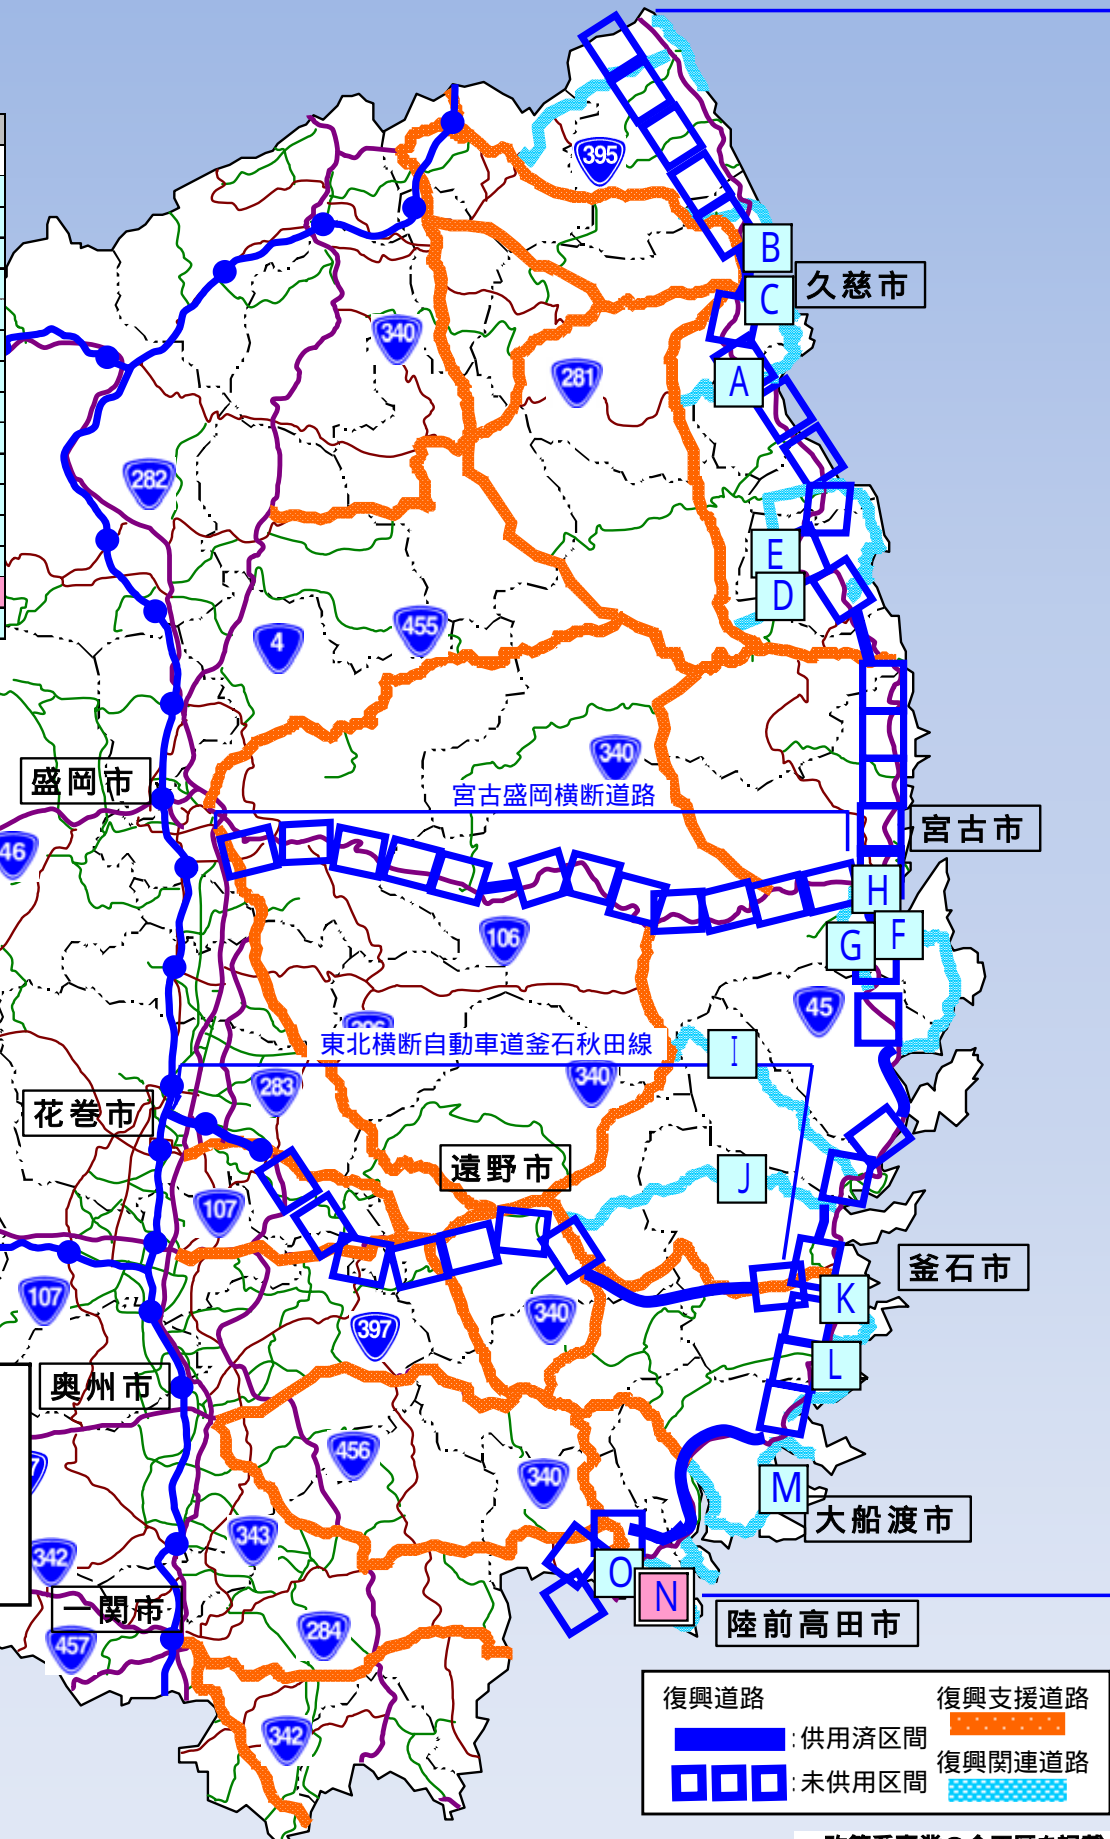 395
B
久慈市
C
340
281
A
282
E
D
4
455
盛岡市
340
宮古盛岡横断道路
宮古市
46
H
106
G
F
45
東北横断自動車道釜石秋田線
I
283
340
花巻市
遠野市
J
107
釜石市
107
K
397
340
L
奥州市
456
340
M
大船渡市
343
342
O
N
一関市
陸前高田市
284
457
342
復興道路
復興支援道路
:供用済区間
復興関連道路
:未供用区間